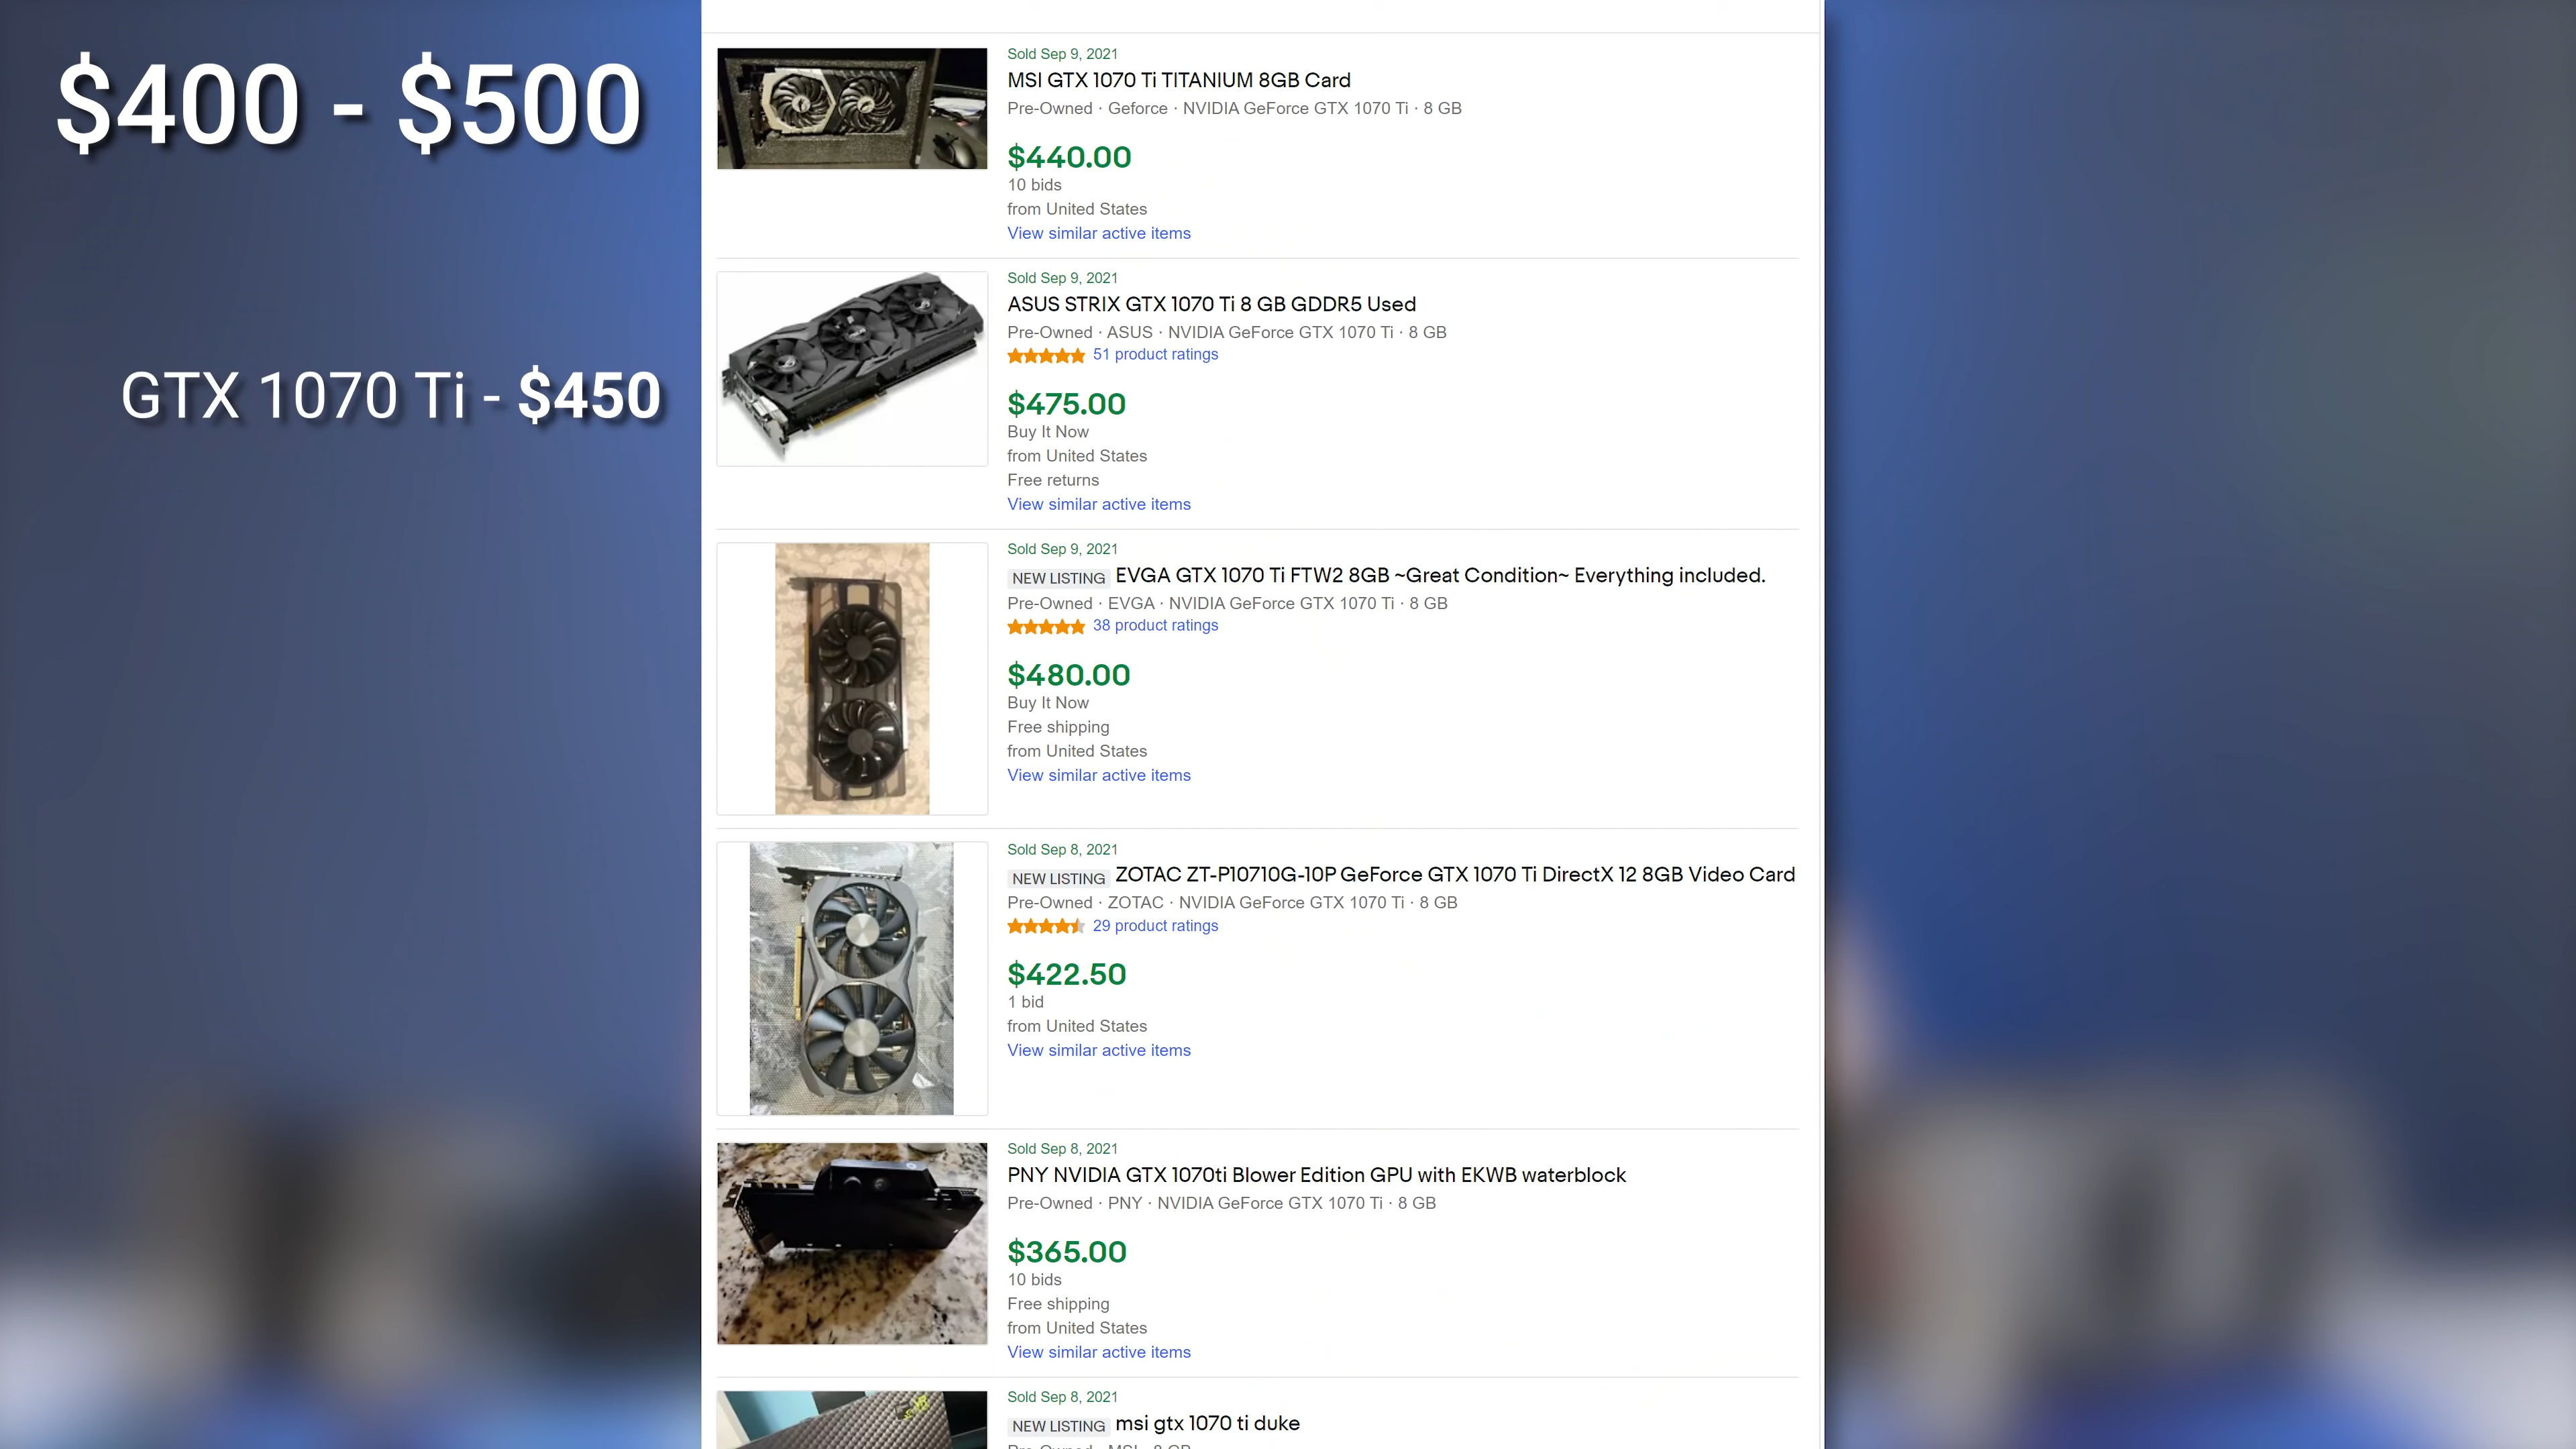 $400 - $500
GTX 1070 Ti - $450
Sold Sep 9, 2021
MSI GTX 1070 Ti TITANIUM 8GB Card
Pre-Owned · Geforce · NVIDIA GeForce GTX 1070 Ti · 8 GB
$440.00
10 bids
from United States
View similar active items
Sold Sep 9, 2021
ASUS STRIX GTX 1070 Ti 8 GB GDDR5 Used
Pre-Owned · ASUS · NVIDIA GeForce GTX 1070 Ti · 8 GB
51 product ratings
$475.00
Buy It Now
from United States
Free returns
View similar active items
Sold Sep 9, 2021
NEW LISTING EVGA GTX 1070 Ti FTW2 8GB ~Great Condition~ Everything included.
Pre-Owned · EVGA · NVIDIA GeForce GTX 1070 Ti · 8 GB
38 product ratings
$480.00
Buy It Now
Free shipping
from United States
View similar active items
Sold Sep 8, 2021
NEW LISTING ZOTAC ZT-P10710G-10P GeForce GTX 1070 Ti DirectX 12 8GB Video Card
Pre-Owned · ZOTAC · NVIDIA GeForce GTX 1070 Ti · 8 GB
29 product ratings
$422.50
1 bid
from United States
View similar active items
Sold Sep 8, 2021
PNY NVIDIA GTX 1070ti Blower Edition GPU with EKWB waterblock
Pre-Owned · PNY · NVIDIA GeForce GTX 1070 Ti · 8 GB
$365.00
10 bids
Free shipping
from United States
View similar active items
Sold Sep 8, 2021
NEW LISTING msi gtx 1070 ti duke
Pre-Owned · MSI · 8 GB